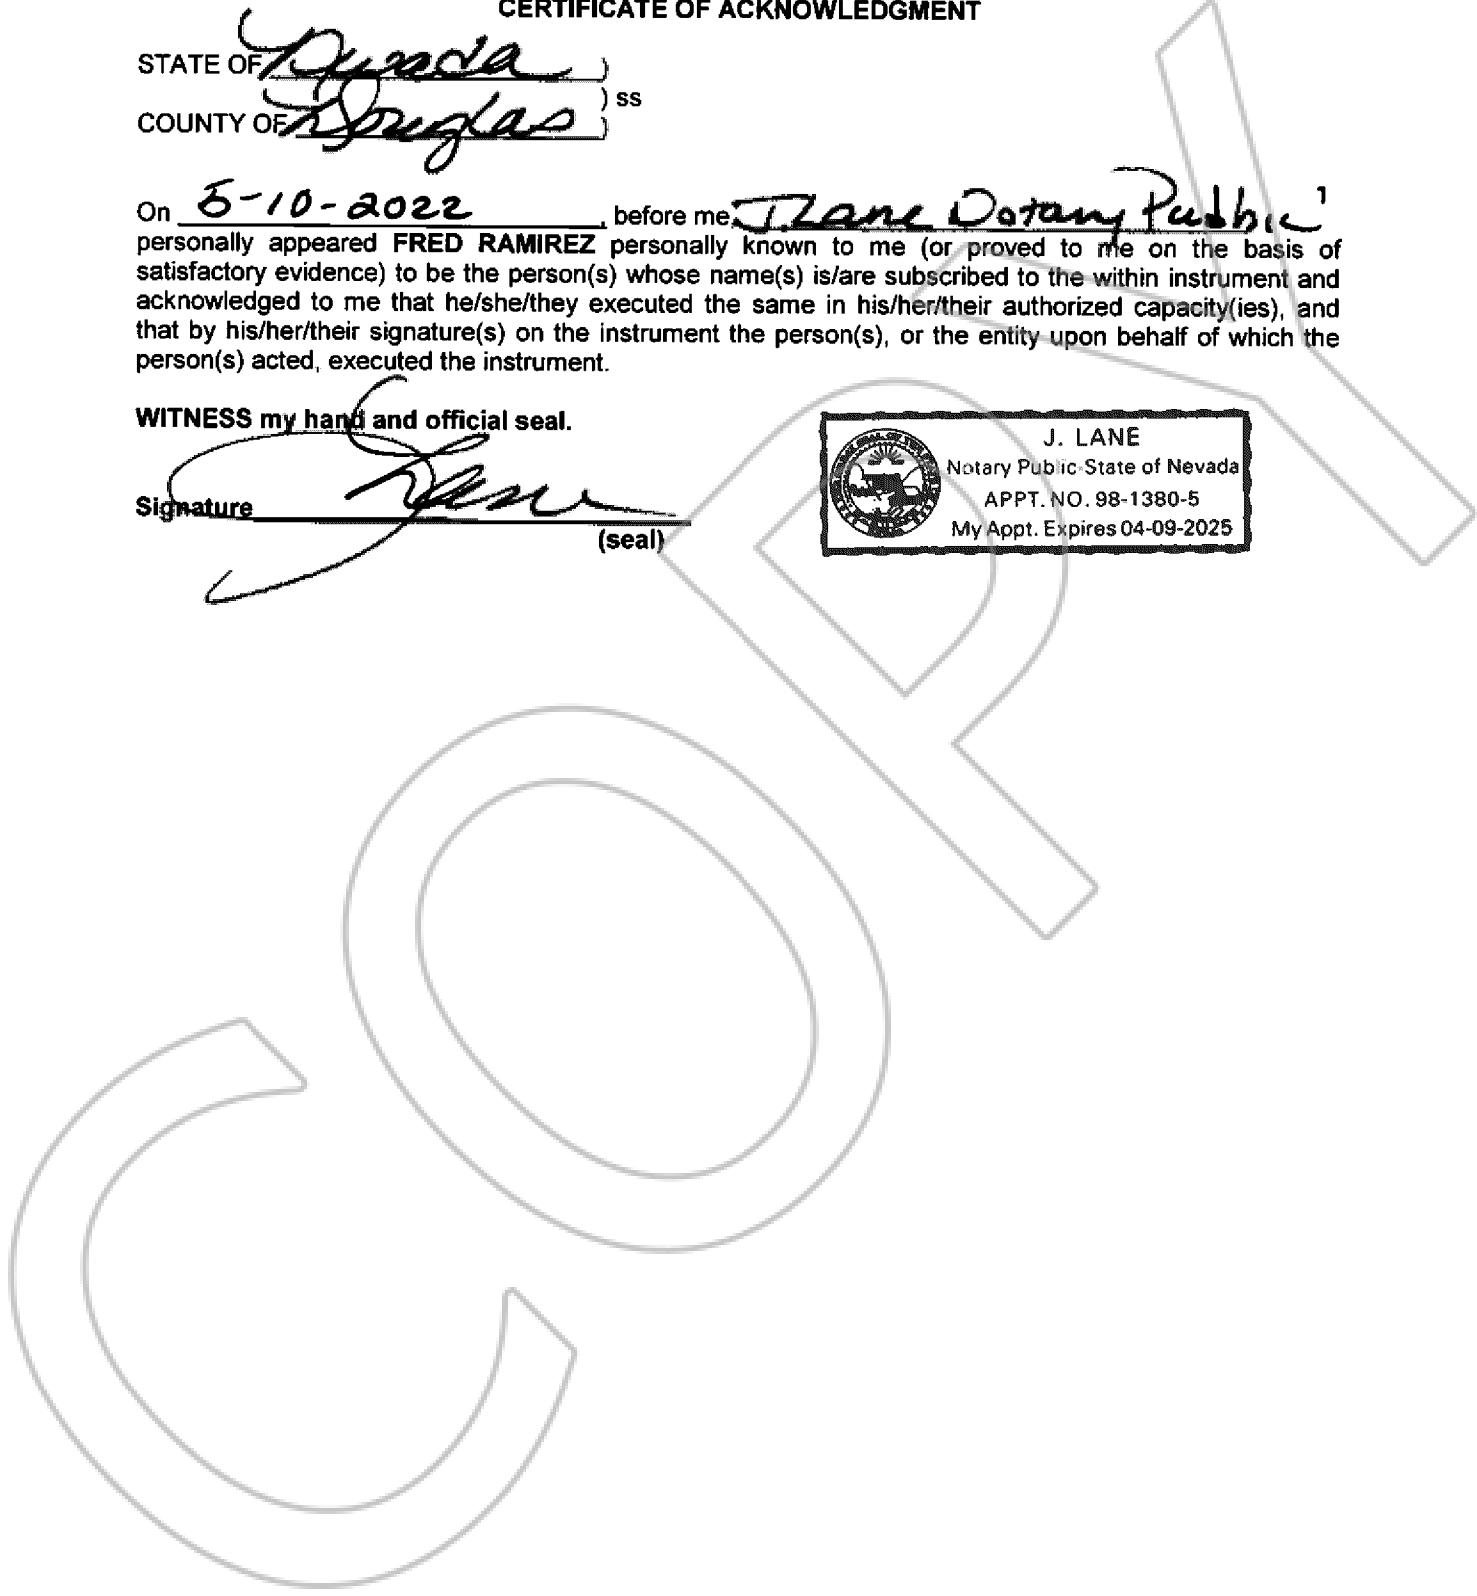 CERTIFICATE OF ACKNOWLEDGMENT
STATE OF Nevada )
) ss
COUNTY OF Douglas )
On 5-10-2022, before me, J. Lane Notary Public,
personally appeared FRED RAMIREZ personally known to me (or proved to me on the basis of
satisfactory evidence) to be the person(s) whose name(s) is/are subscribed to the within instrument and
acknowledged to me that he/she/they executed the same in his/her/their authorized capacity(ies), and
that by his/her/their signature(s) on the instrument the person(s), or the entity upon behalf of which the
person(s) acted, executed the instrument.
WITNESS my hand and official seal.
Signature J Lane
(seal)
J. LANE
Notary Public-State of Nevada
APPT. NO. 98-1380-5
My Appt. Expires 04-09-2025
COPY